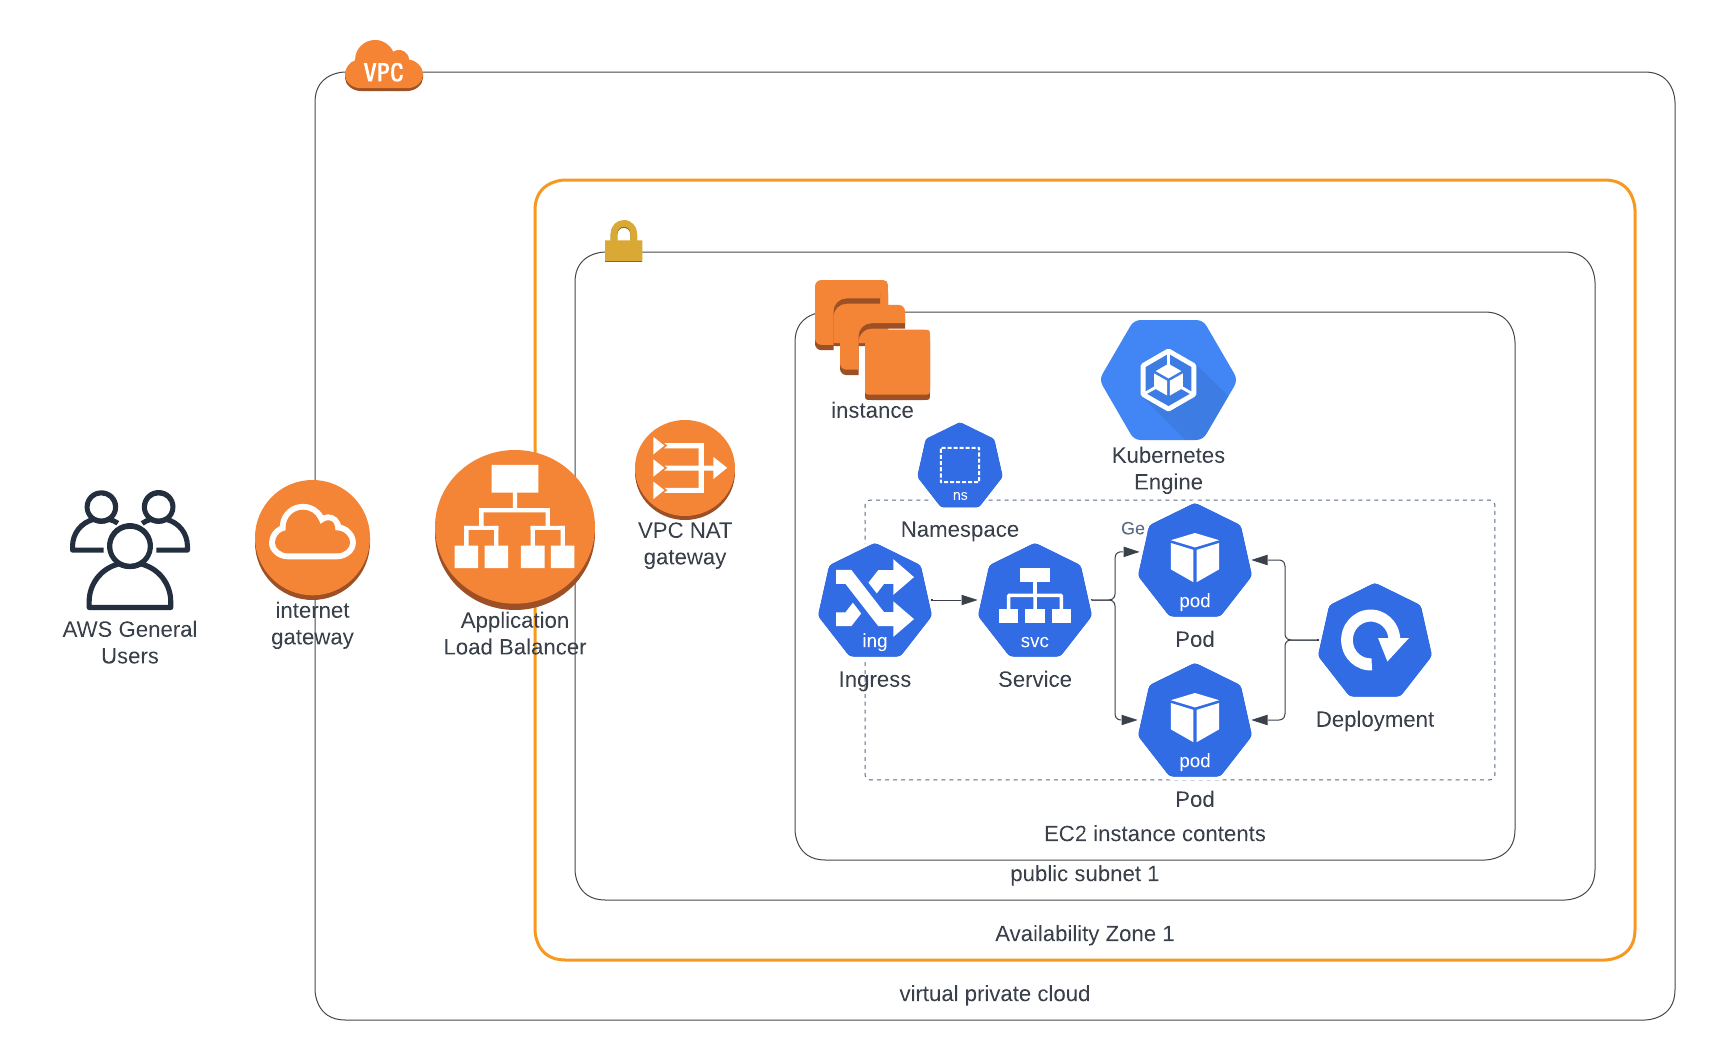 VPC
instance
Kubernetes
Engine
ns
Namespace
VPC NAT
gateway
Ge
pod
Pod
ing
Ingress
svc
Service
internet
gateway
Application
Load Balancer
AWS General
Users
Deployment
pod
Pod
EC2 instance contents
public subnet 1
Availability Zone 1
virtual private cloud